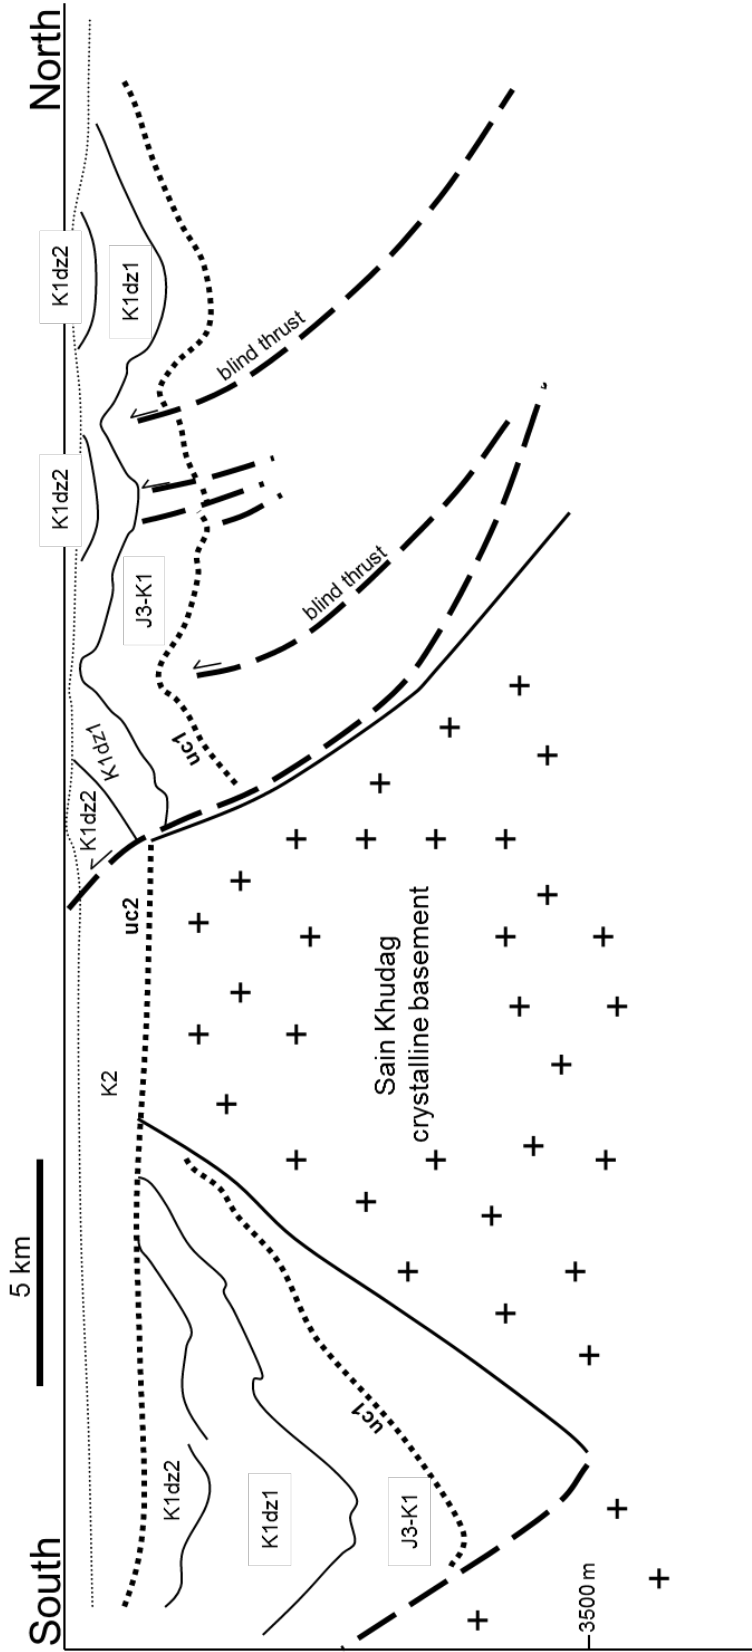 5 km
South
North
K1dz2
K1dz2
K1dz2
K1dz1
K2
uc2
K1dz1
J3-K1
K1dz2
uc1
blind thrust
K1dz1
blind thrust
uc1
Sain Khudag
crystalline basement
J3-K1
3500 m